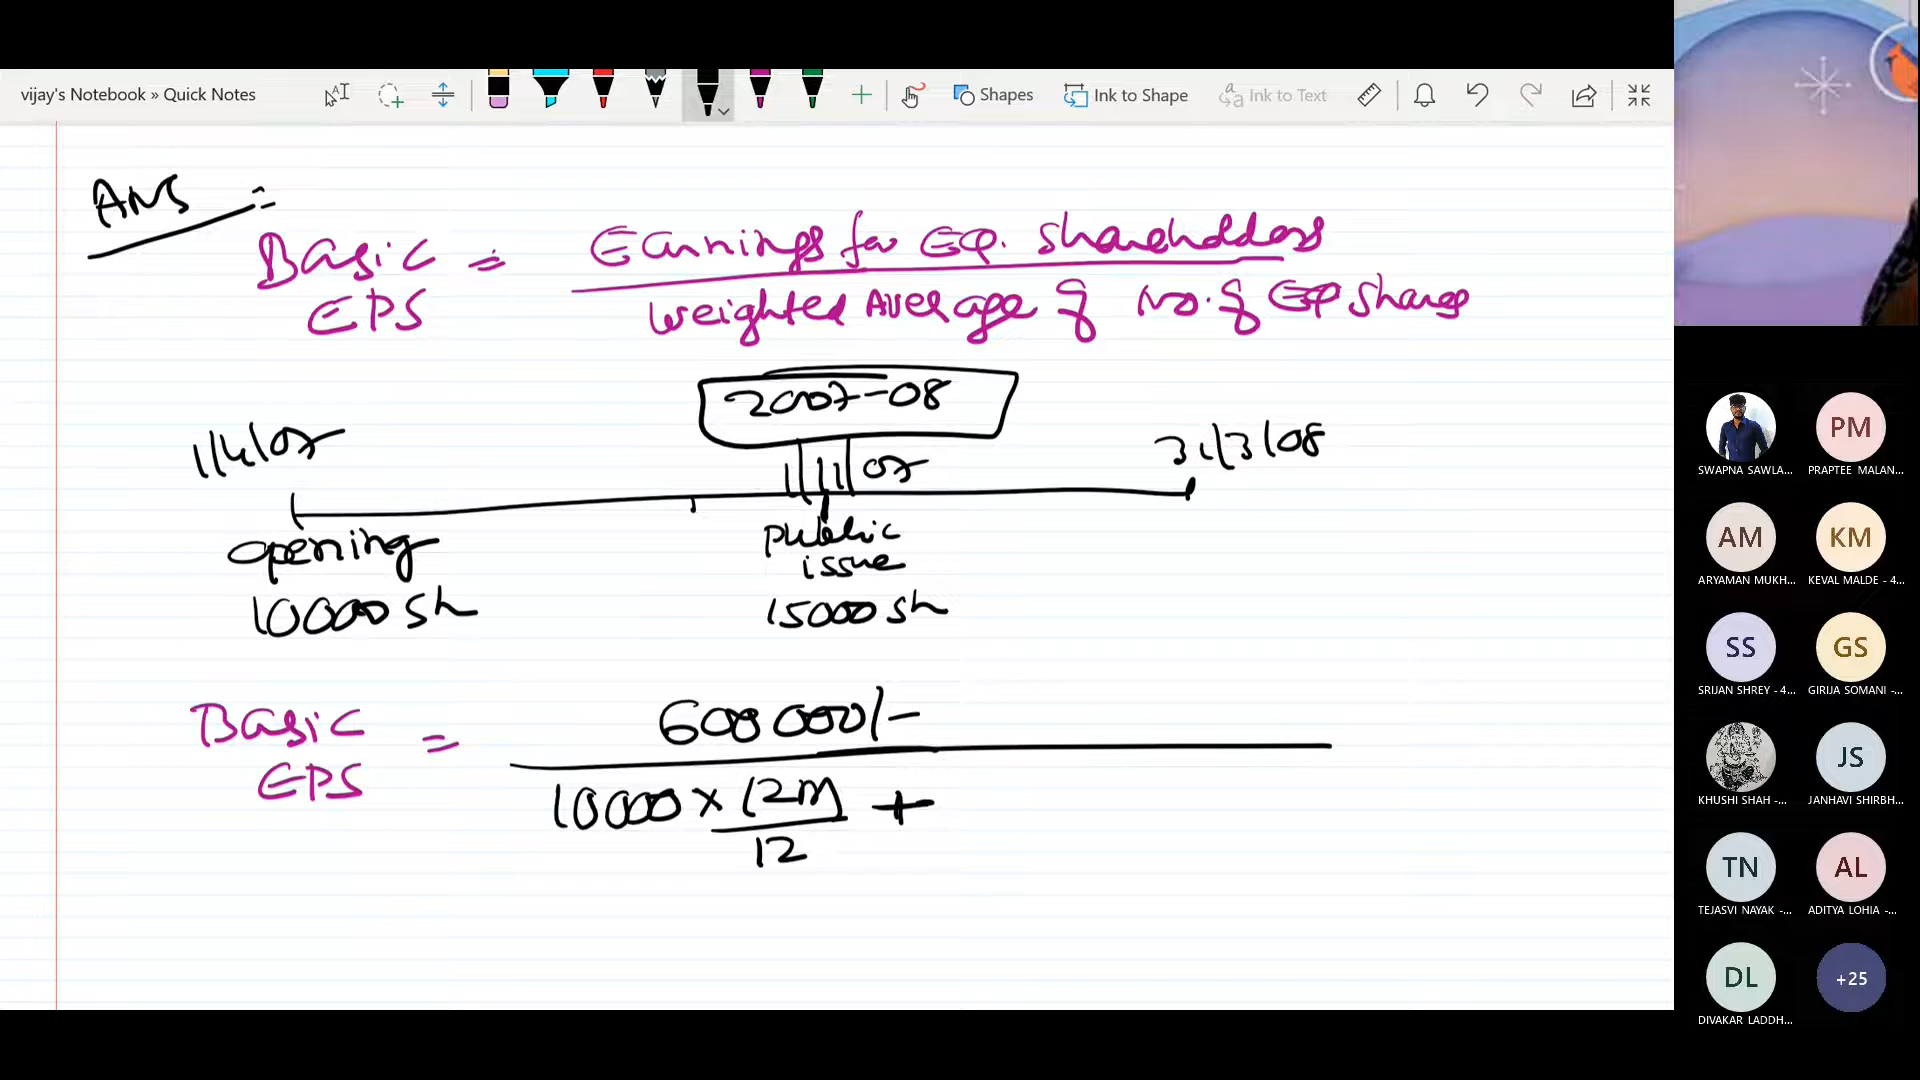 vijay's Notebook » Quick Notes
Shapes
Ink to Shape
Ink to Text
ANS :=
Basic EPS = Earnings for Eq. Shareholders
Weighted Average of No. of Eq Shares
2007-08
1/4/07
1/11/07
31/3/08
opening
public
issue
10000 Sh
15000 Sh
Basic EPS = 600000/-
10000 × 12m +
12
SWAPNA SAWLA...
PM
PRAPTEE MALAN...
AM
ARYAMAN MUKH...
KM
KEVAL MALDE - 4...
SS
SRIJAN SHREY - 4...
GS
GIRIJA SOMANI -...
KHUSHI SHAH -...
JS
JANHAVI SHIRBH...
TN
TEJASVI NAYAK -...
AL
ADITYA LOHIA -...
DL
DIVAKAR LADDH...
+25